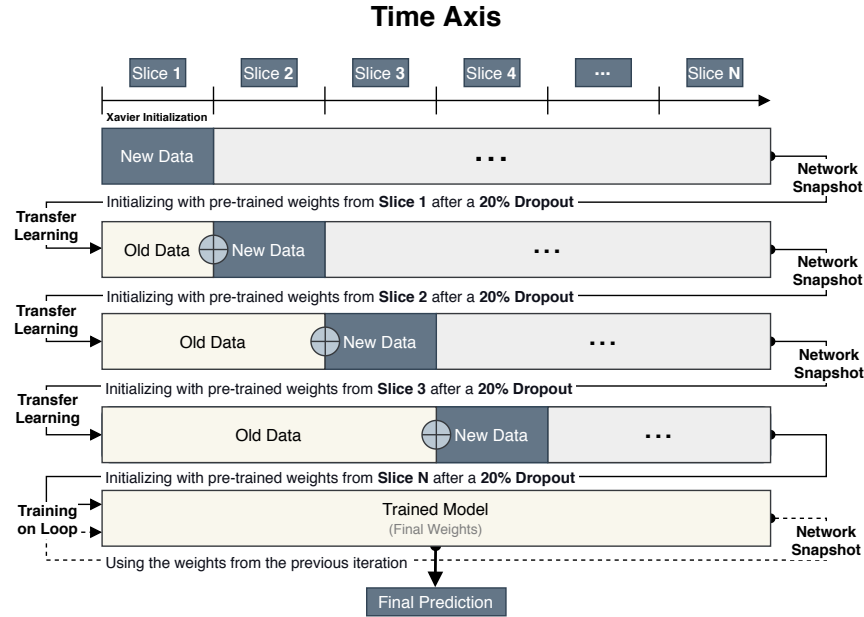 Time Axis
Slice 1
Slice 2
Slice 3
Slice 4
...
Slice N
Xavier Initialization
New Data
...
Network
Snapshot
Initializing with pre-trained weights from Slice 1 after a 20% Dropout
Transfer
Learning
Old Data
New Data
...
Network
Snapshot
Initializing with pre-trained weights from Slice 2 after a 20% Dropout
Transfer
Learning
Old Data
New Data
...
Network
Snapshot
Initializing with pre-trained weights from Slice 3 after a 20% Dropout
Transfer
Learning
Old Data
New Data
...
Initializing with pre-trained weights from Slice N after a 20% Dropout
Training
on Loop
Trained Model
(Final Weights)
Network
Snapshot
Using the weights from the previous iteration
Final Prediction